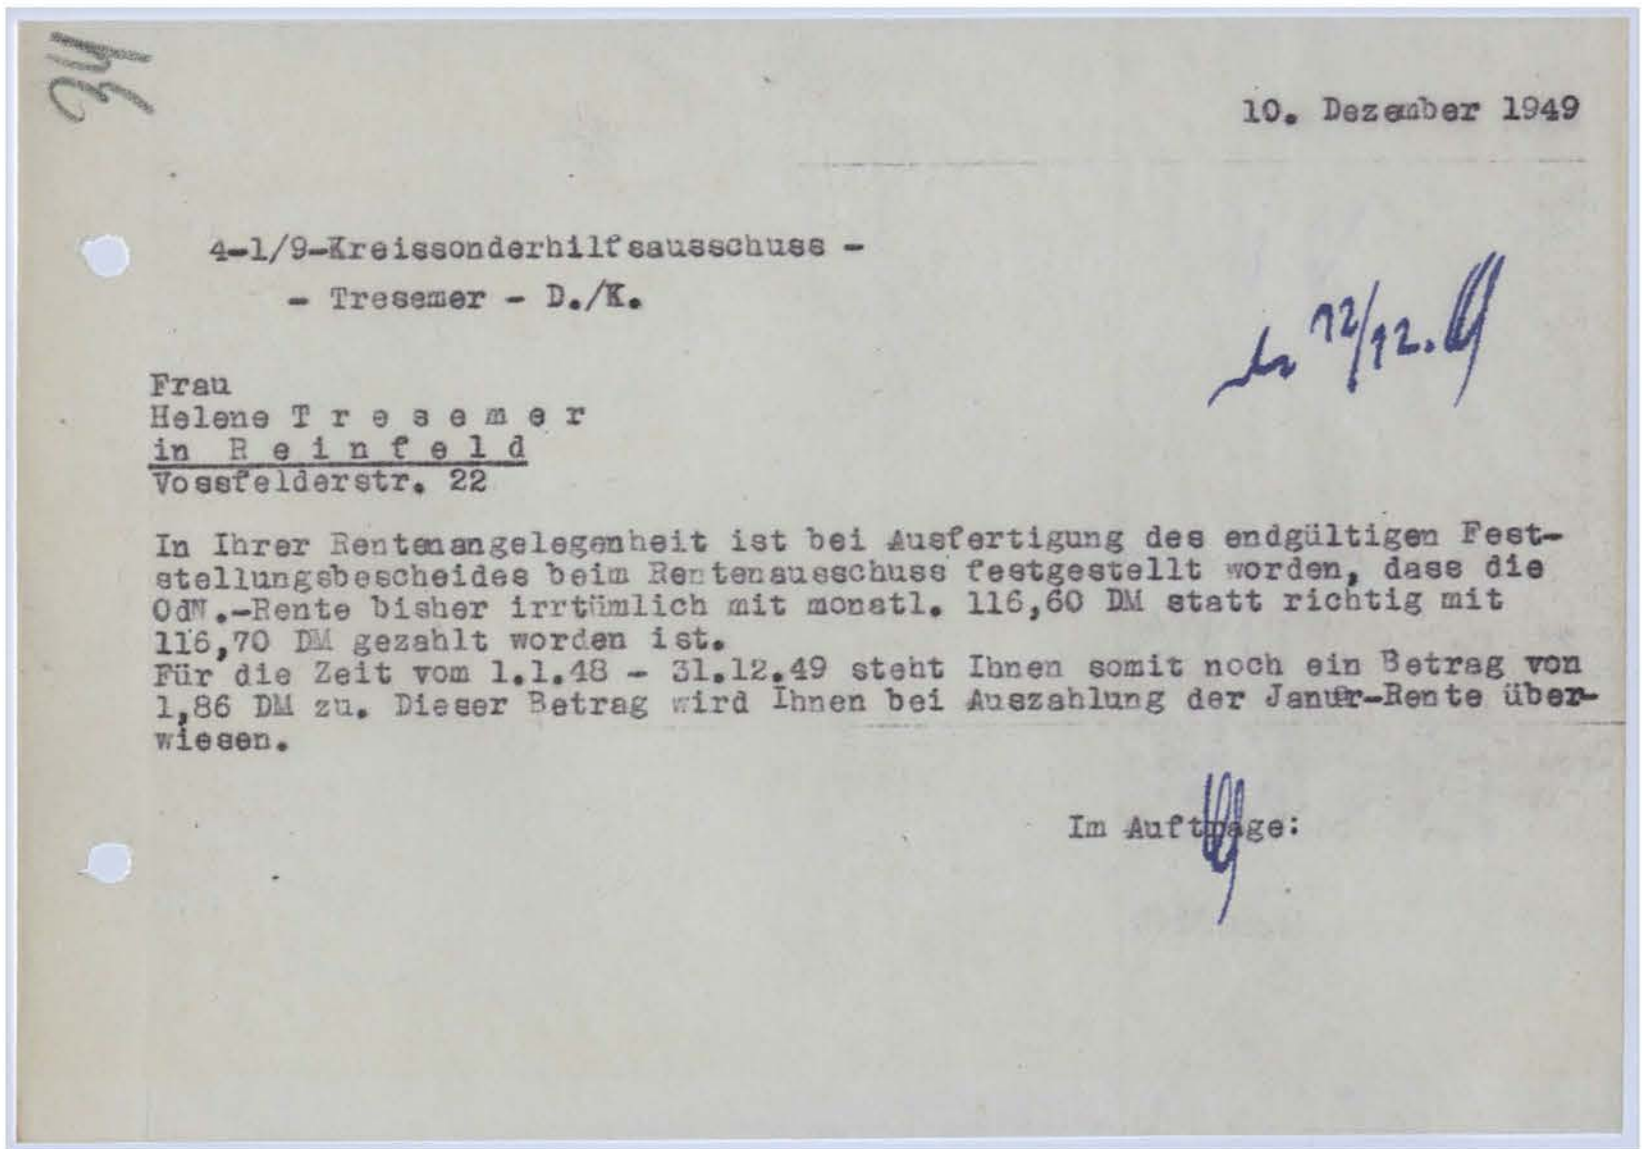 34
10. Dezember 1949
4-1/9-Kreissonderhilfsausschuss -
- Tresemer - D./K.
12/12.
Frau
Helene T r e s e m e r
in R e i n f e l d
Vossfelderstr. 22
In Ihrer Rentenangelegenheit ist bei Ausfertigung des endgültigen Fest-
stellungsbescheides beim Rentenausschuss festgestellt worden, dass die
OdN.-Rente bisher irrtümlich mit monatl. 116,60 DM statt richtig mit
116,70 DM gezahlt worden ist.
Für die Zeit vom 1.1.48 - 31.12.49 steht Ihnen somit noch ein Betrag von
1,86 DM zu. Dieser Betrag wird Ihnen bei Auszahlung der Janur-Rente über-
wiesen.
Im Auftrage: